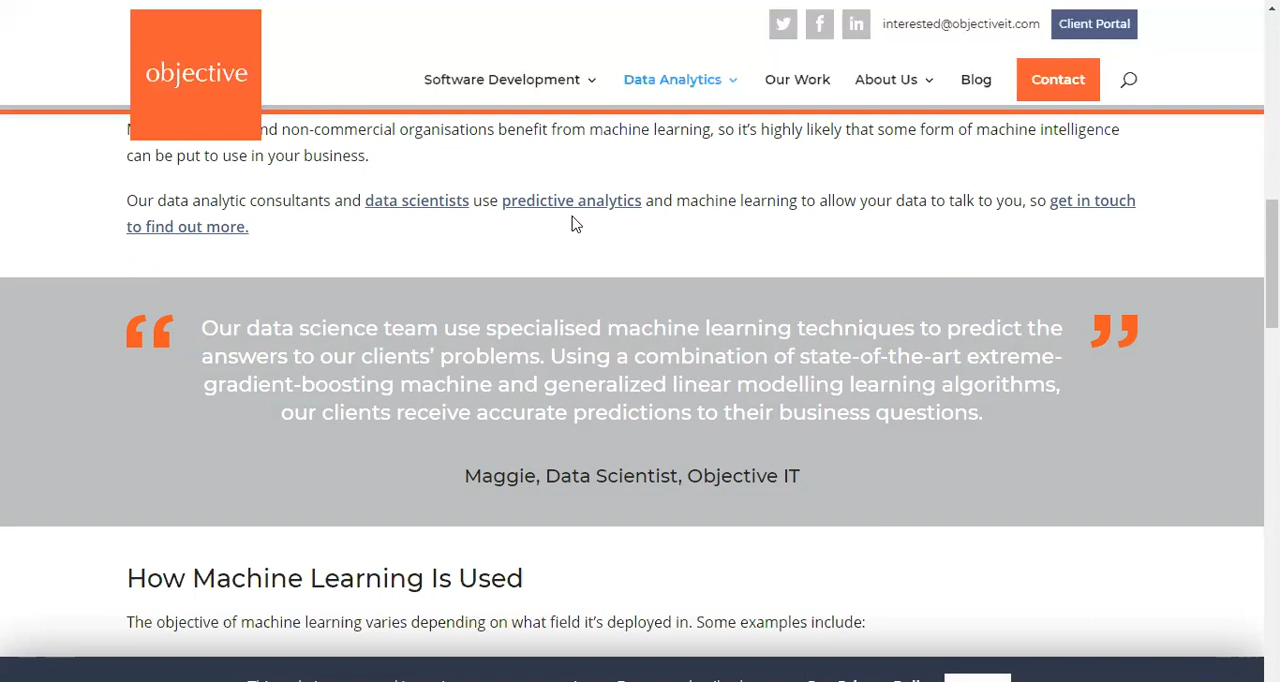 interested@objectiveit.com Client Portal
objective
Software Development Data Analytics Our Work About Us Blog Contact
non-commercial organisations benefit from machine learning, so it's highly likely that some form of machine intelligence
can be put to use in your business.
Our data analytic consultants and data scientists use predictive analytics and machine learning to allow your data to talk to you, so get in touch
to find out more.
“ Our data science team use specialised machine learning techniques to predict the ”
answers to our clients’ problems. Using a combination of state-of-the-art extreme-
gradient-boosting machine and generalized linear modelling learning algorithms,
our clients receive accurate predictions to their business questions.
Maggie, Data Scientist, Objective IT
How Machine Learning Is Used
The objective of machine learning varies depending on what field it’s deployed in. Some examples include: